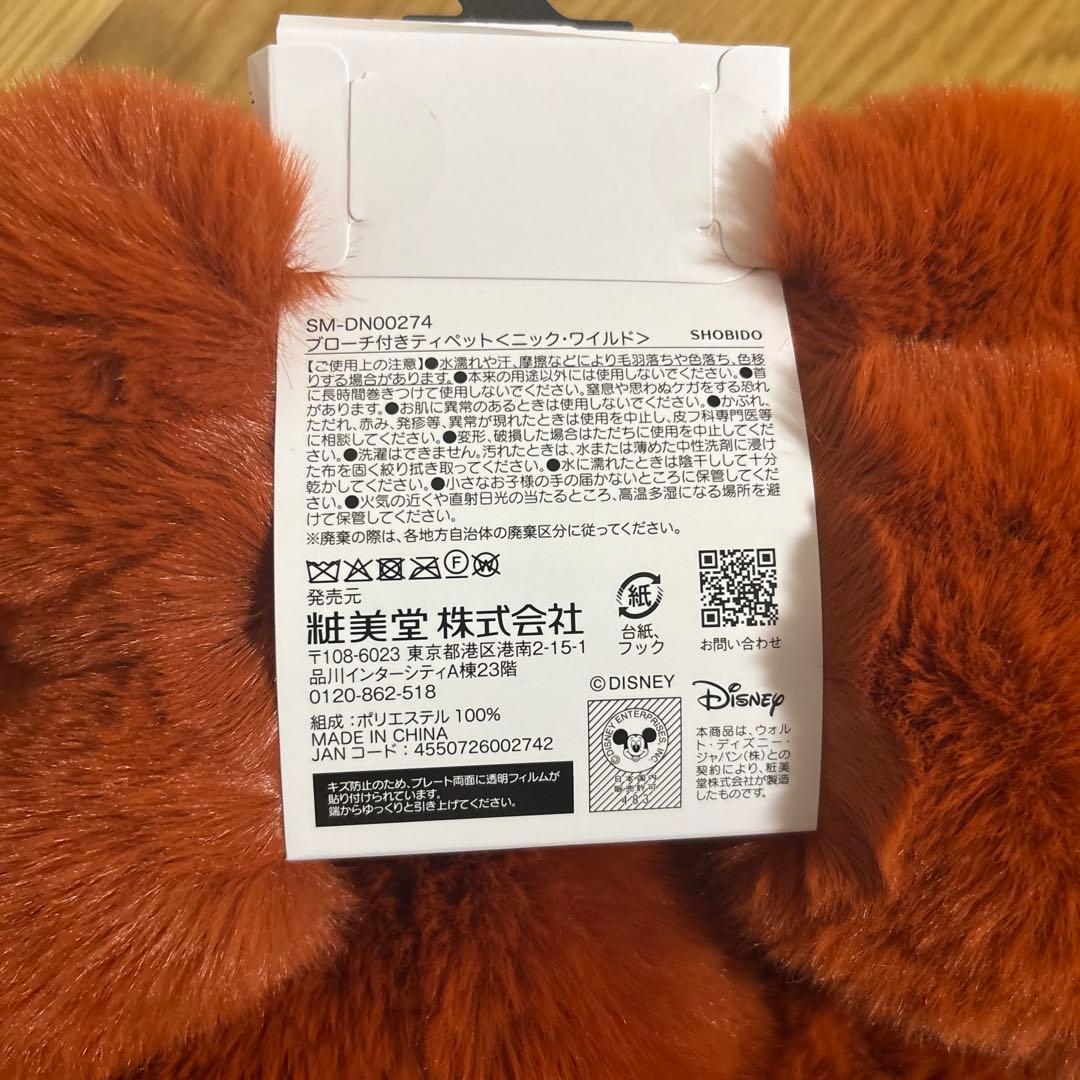 SM-DN00274
ブローチ付きティペット<ニック・ワイルド>
SHOBIDO
【ご使用上の注意】●水濡れや汗、摩擦などにより毛羽落ちや色落ち、色移
りする場合があります。●本来の用途以外には使用しないでください。●首
に長時間巻きつけて使用しないでください。窒息や思わぬケガをする恐れ
があります。●お肌に異常のあるときは使用しないでください。●かぶれ、
ただれ、赤み、発疹等、異常が現れたときは使用を中止し、皮フ科専門医等
に相談してください。●変形、破損した場合はただちに使用を中止してくだ
さい。●洗濯はできません。汚れたときは、水または薄めた中性洗剤に浸け
た布を固く絞り拭き取ってください。●水に濡れたときは陰干しして十分
乾かしてください。●小さなお子様の手の届かないところに保管してくだ
さい。●火気の近くや直射日光の当たるところ、高温多湿になる場所を避
けて保管してください。
※廃棄の際は、各地方自治体の廃棄区分に従ってください。
発売元
粧美堂 株式会社
〒108-6023 東京都港区港南2-15-1
品川インターシティA棟23階
0120-862-518
組成:ポリエステル 100%
MADE IN CHINA
JANコード:4550726002742
キズ防止のため、プレート両面に透明フィルムが
貼り付けられています。
端からゆっくりと引き上げてください。
紙
台紙、
フック
お問い合わせ
©DISNEY
©DISNEY ENTERPRISES, INC.
日本国内
販売許可
483
Disney
本商品は、ウォル
ト・ディズニー・
ジャパン(株)との
契約により、粧美
堂株式会社が製造
したものです。